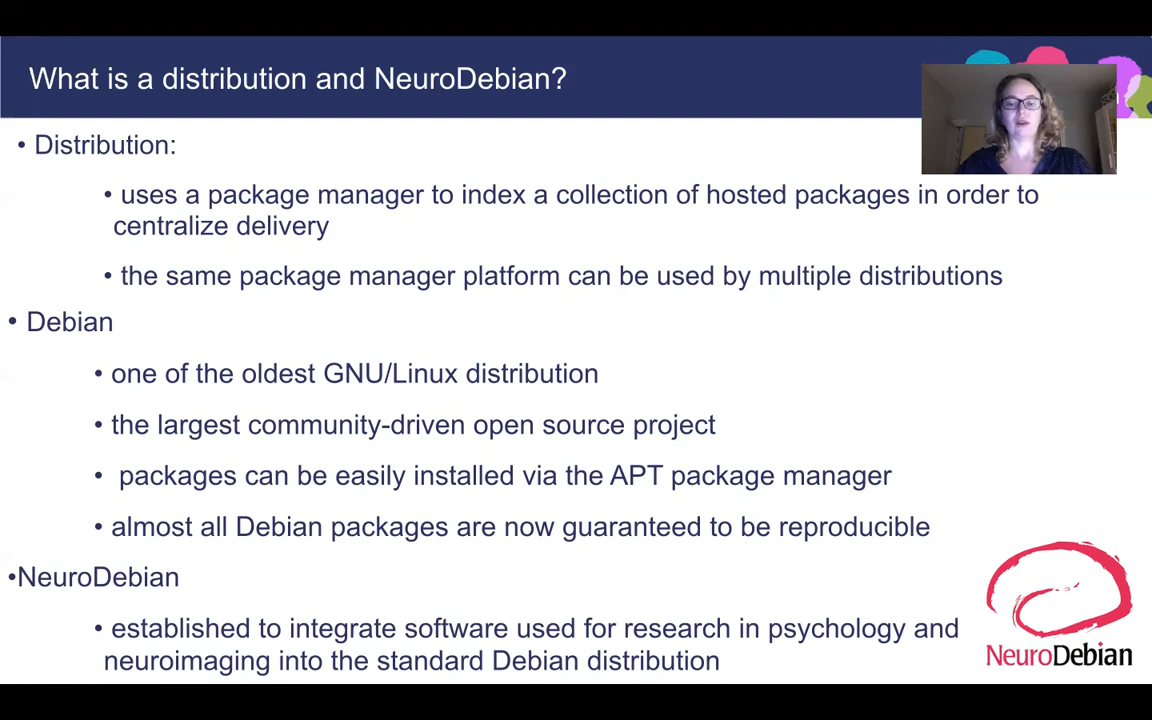 What is a distribution and NeuroDebian?
• Distribution:
• uses a package manager to index a collection of hosted packages in order to
centralize delivery
• the same package manager platform can be used by multiple distributions
• Debian
• one of the oldest GNU/Linux distribution
• the largest community-driven open source project
• packages can be easily installed via the APT package manager
• almost all Debian packages are now guaranteed to be reproducible
•NeuroDebian
• established to integrate software used for research in psychology and
neuroimaging into the standard Debian distribution
NeuroDebian